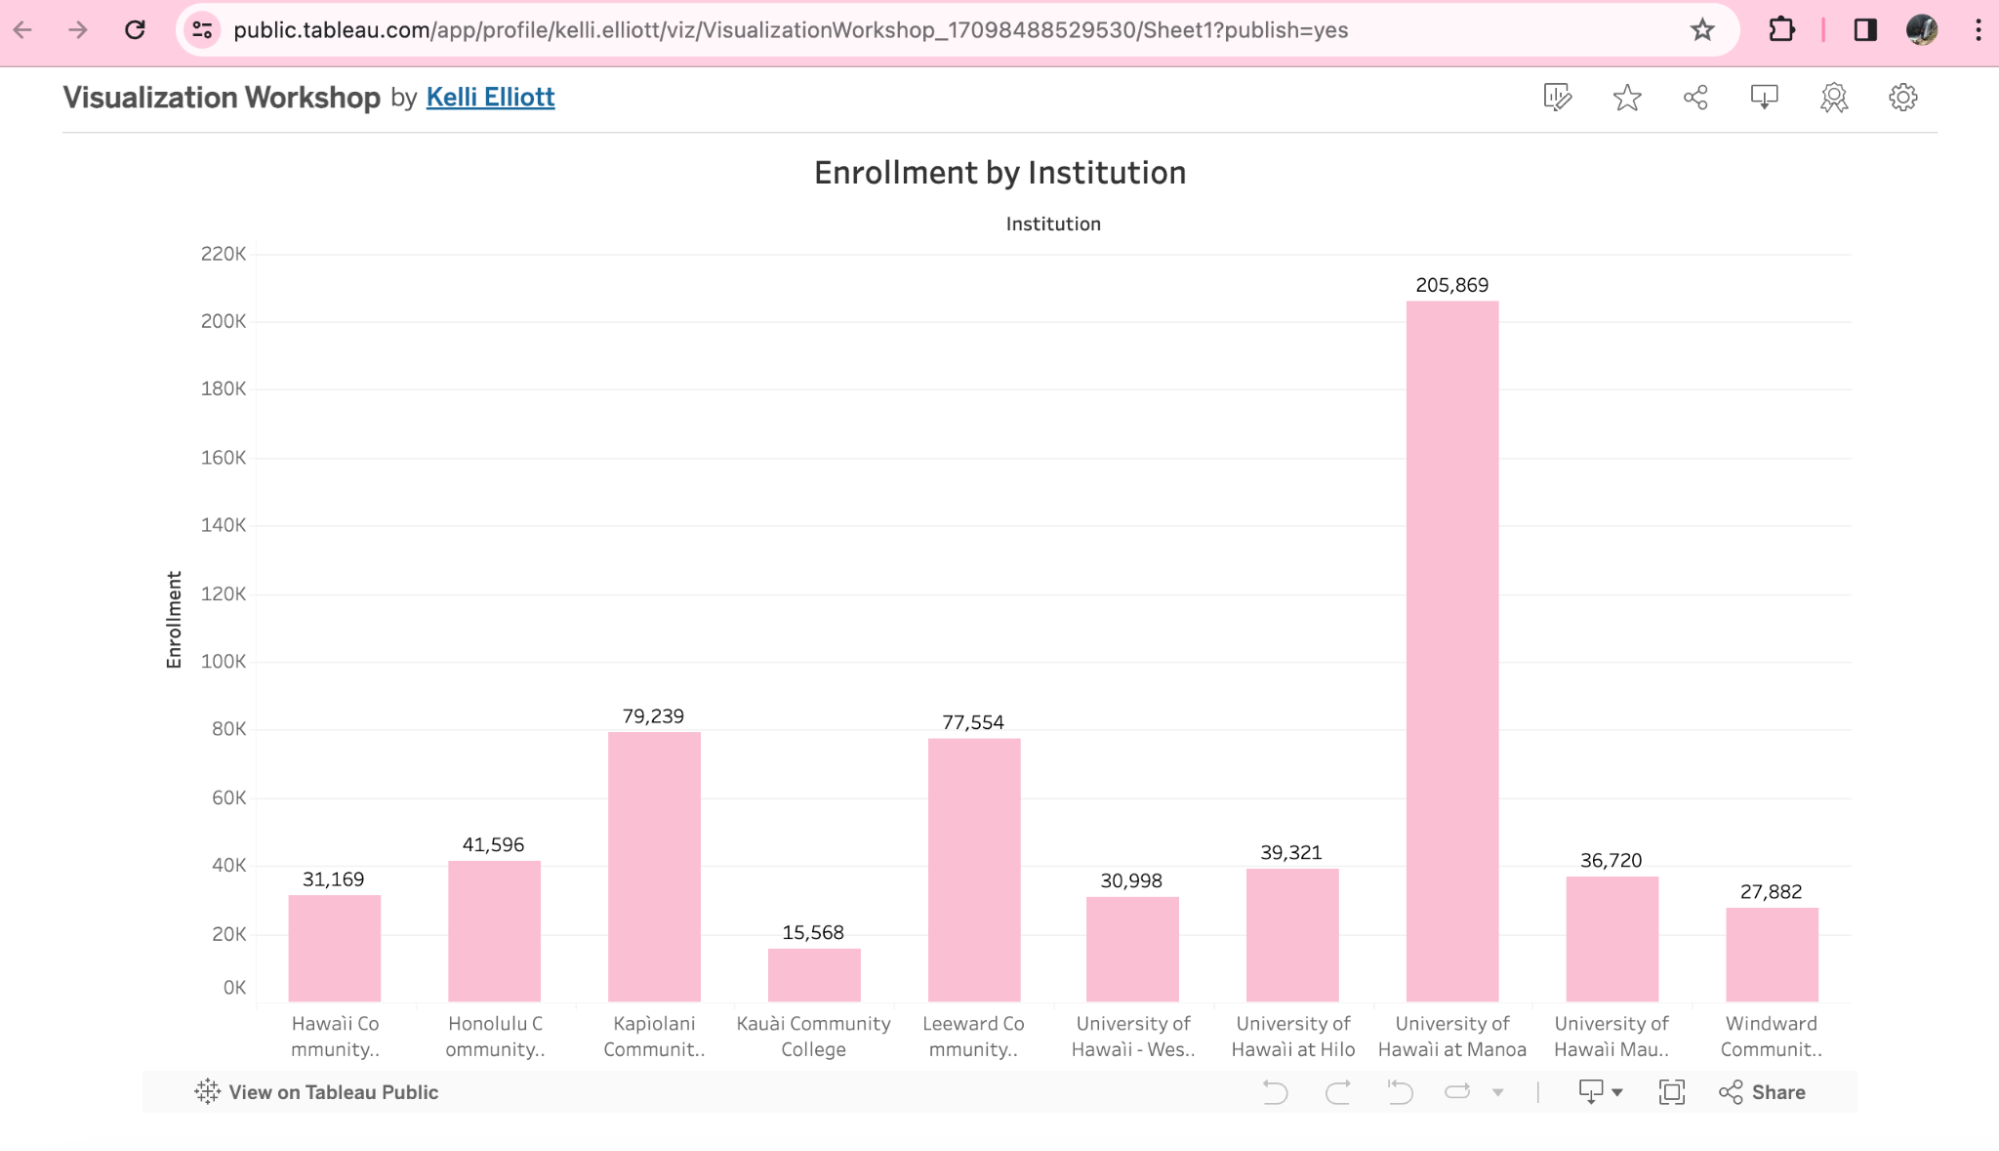 public.tableau.com/app/profile/kelli.elliott/viz/VisualizationWorkshop_17098488529530/Sheet1?publish=yes
Visualization Workshop by Kelli Elliott
Enrollment by Institution
Institution
220K
200K
180K
160K
140K
120K
100K
80K
60K
40K
20K
0K
Enrollment
31,169
41,596
79,239
15,568
77,554
30,998
39,321
205,869
36,720
27,882
Hawaìi Co
mmunity..
Honolulu C
ommunity..
Kapìolani
Communit..
Kauài Community
College
Leeward Co
mmunity..
University of
Hawaìi - Wes..
University of
Hawaìi at Hilo
University of
Hawaìi at Manoa
University of
Hawaìi Mau..
Windward
Communit..
View on Tableau Public
Share